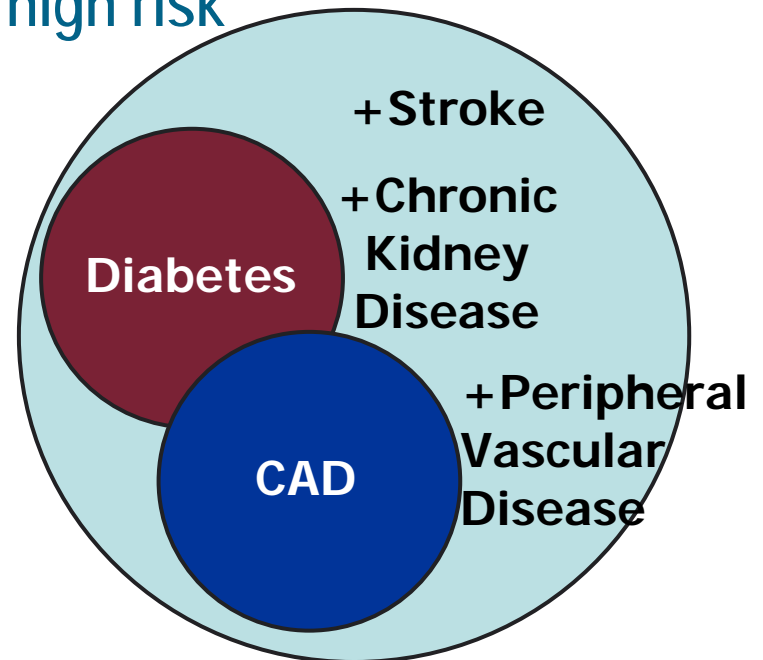 high risk
+Stroke
+Chronic
Kidney
Disease
Diabetes
+Peripheral
Vascular
Disease
CAD